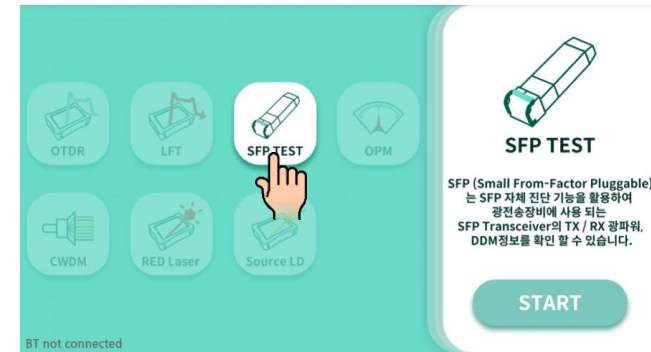 OTDR
LFT
SFP TEST
OPM
CWDM
RED Laser
Source LD
BT not connected
SFP TEST
SFP (Small From-Factor Pluggable)
는 SFP 자체 진단 기능을 활용하여
광전송장비에 사용 되는
SFP Transceiver의 TX / RX 광파워,
DDM정보를 확인 할 수 있습니다.
START